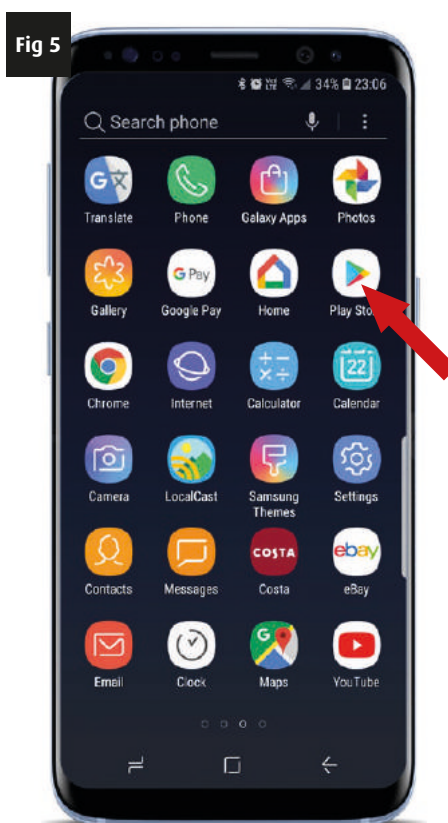 Fig 5
34% 23:06
Search phone
Translate Phone Galaxy Apps Photos
G Pay
Gallery Google Pay Home Play Sto
Chrome Internet Calculator Calendar
22
Camera LocalCast Samsung Themes Settings
COSTA ebay
Contacts Messages Costa eBay
Email Clock Maps YouTube